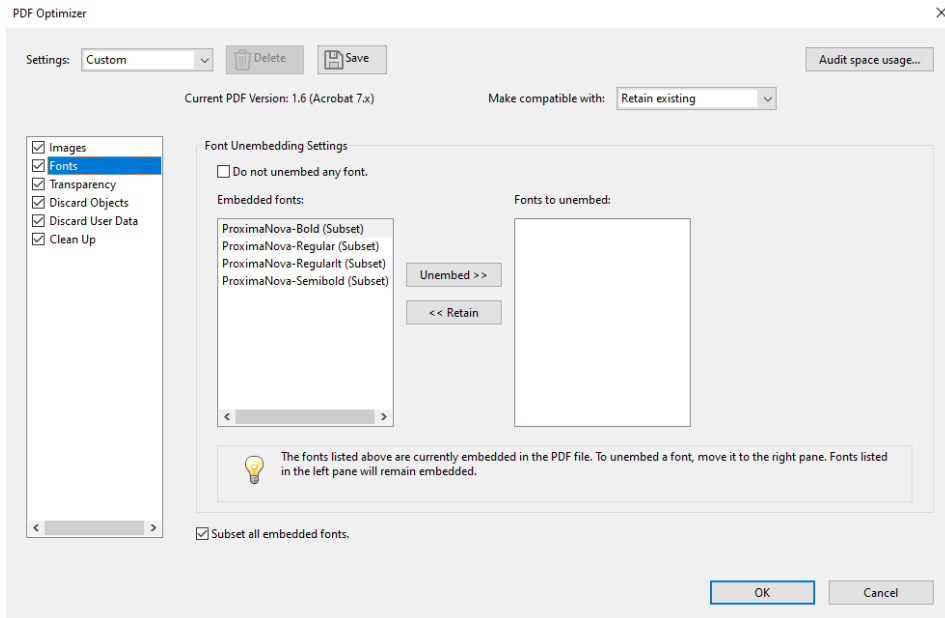 PDF Optimizer
Settings: Custom Delete Save Audit space usage...
Current PDF Version: 1.6 (Acrobat 7.x) Make compatible with: Retain existing
Images
Fonts
Transparency
Discard Objects
Discard User Data
Clean Up
Font Unembedding Settings
Do not unembed any font.
Embedded fonts: Fonts to unembed:
ProximaNova-Bold (Subset)
ProximaNova-Regular (Subset)
ProximaNova-RegularIt (Subset)
ProximaNova-Semibold (Subset)
Unembed >>
<< Retain
The fonts listed above are currently embedded in the PDF file. To unembed a font, move it to the right pane. Fonts listed
in the left pane will remain embedded.
Subset all embedded fonts.
OK Cancel